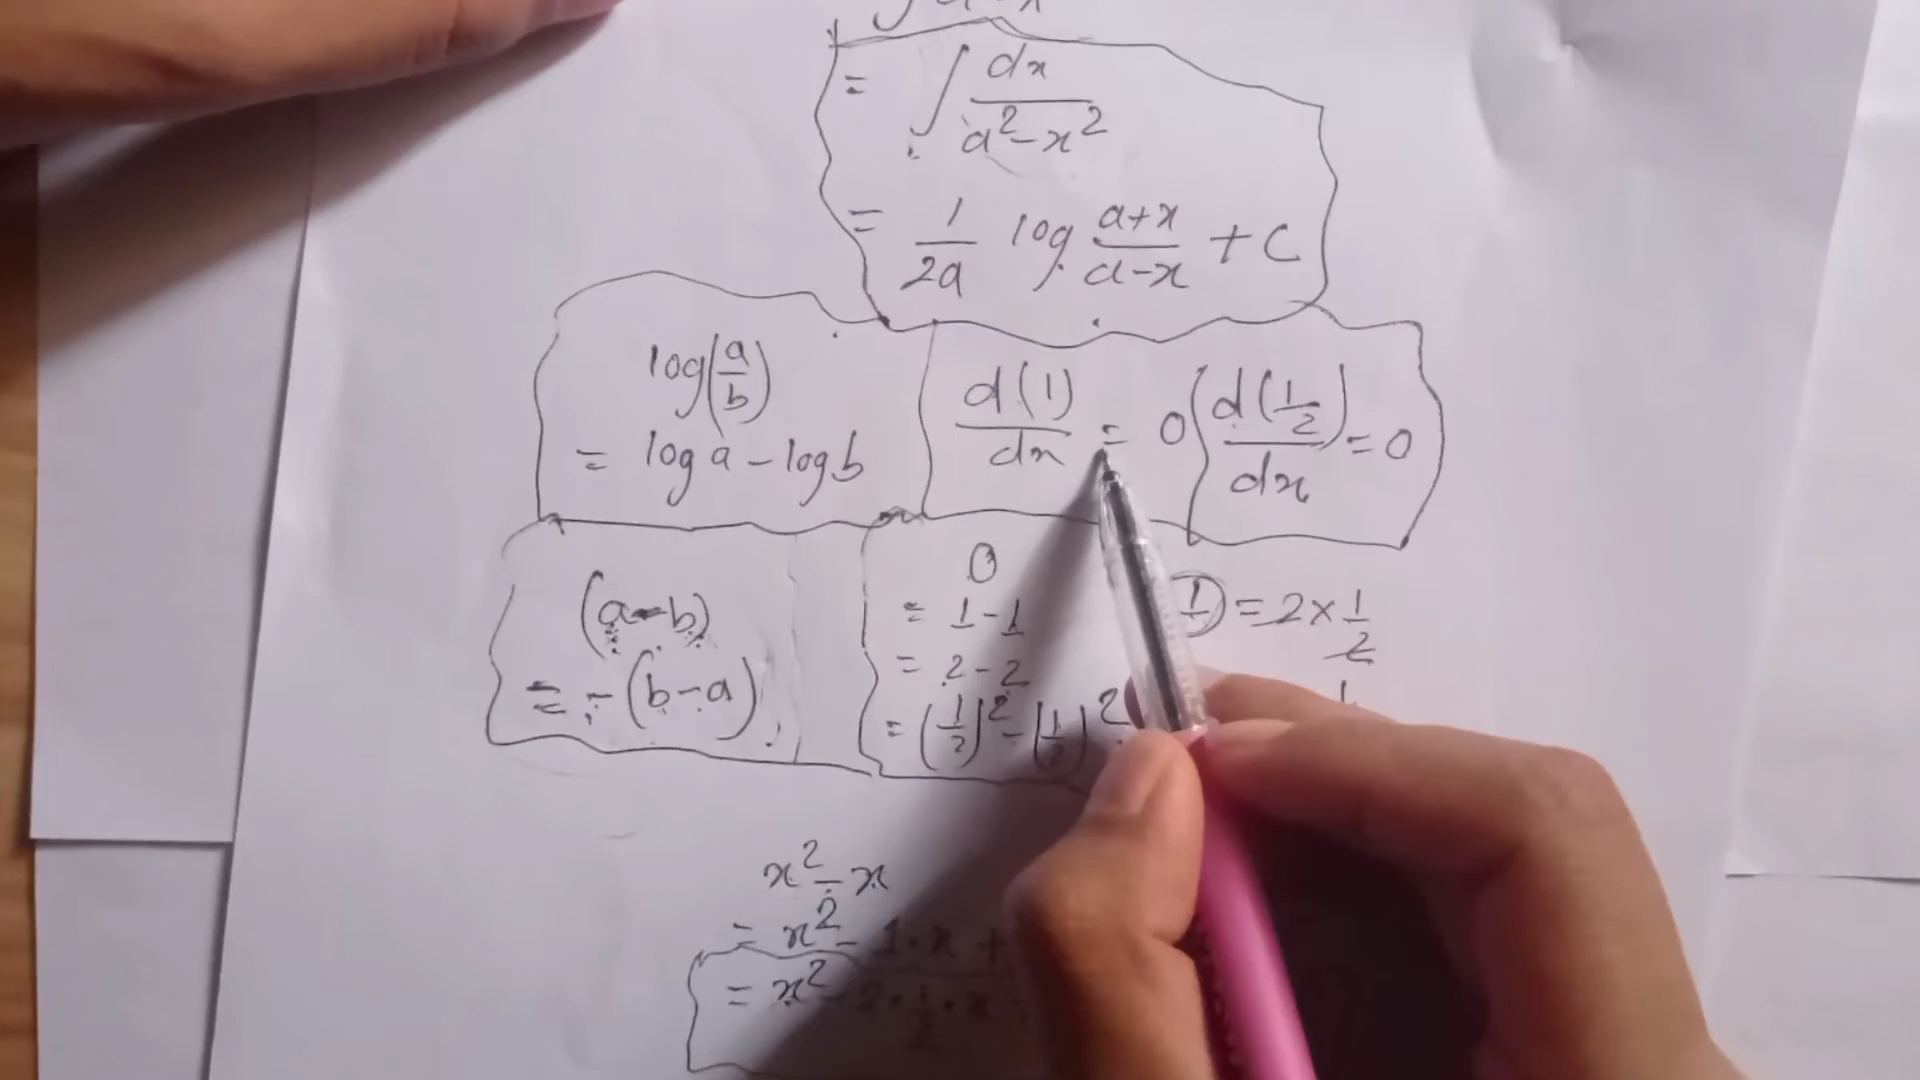 = ∫ dx / a² - x²
= 1/2a log a+x / a-x + C
log(a/b)
= log a - log b
d(1)/dx = 0
d(1/2)/dx = 0
(a-b)
= -(b-a)
0
= 1-1
= 2-2
= (1/2)² - (1/2)²
1 = 2×1/2
x² - x
= x² - 1·x +
= x² - 2·1/2·x